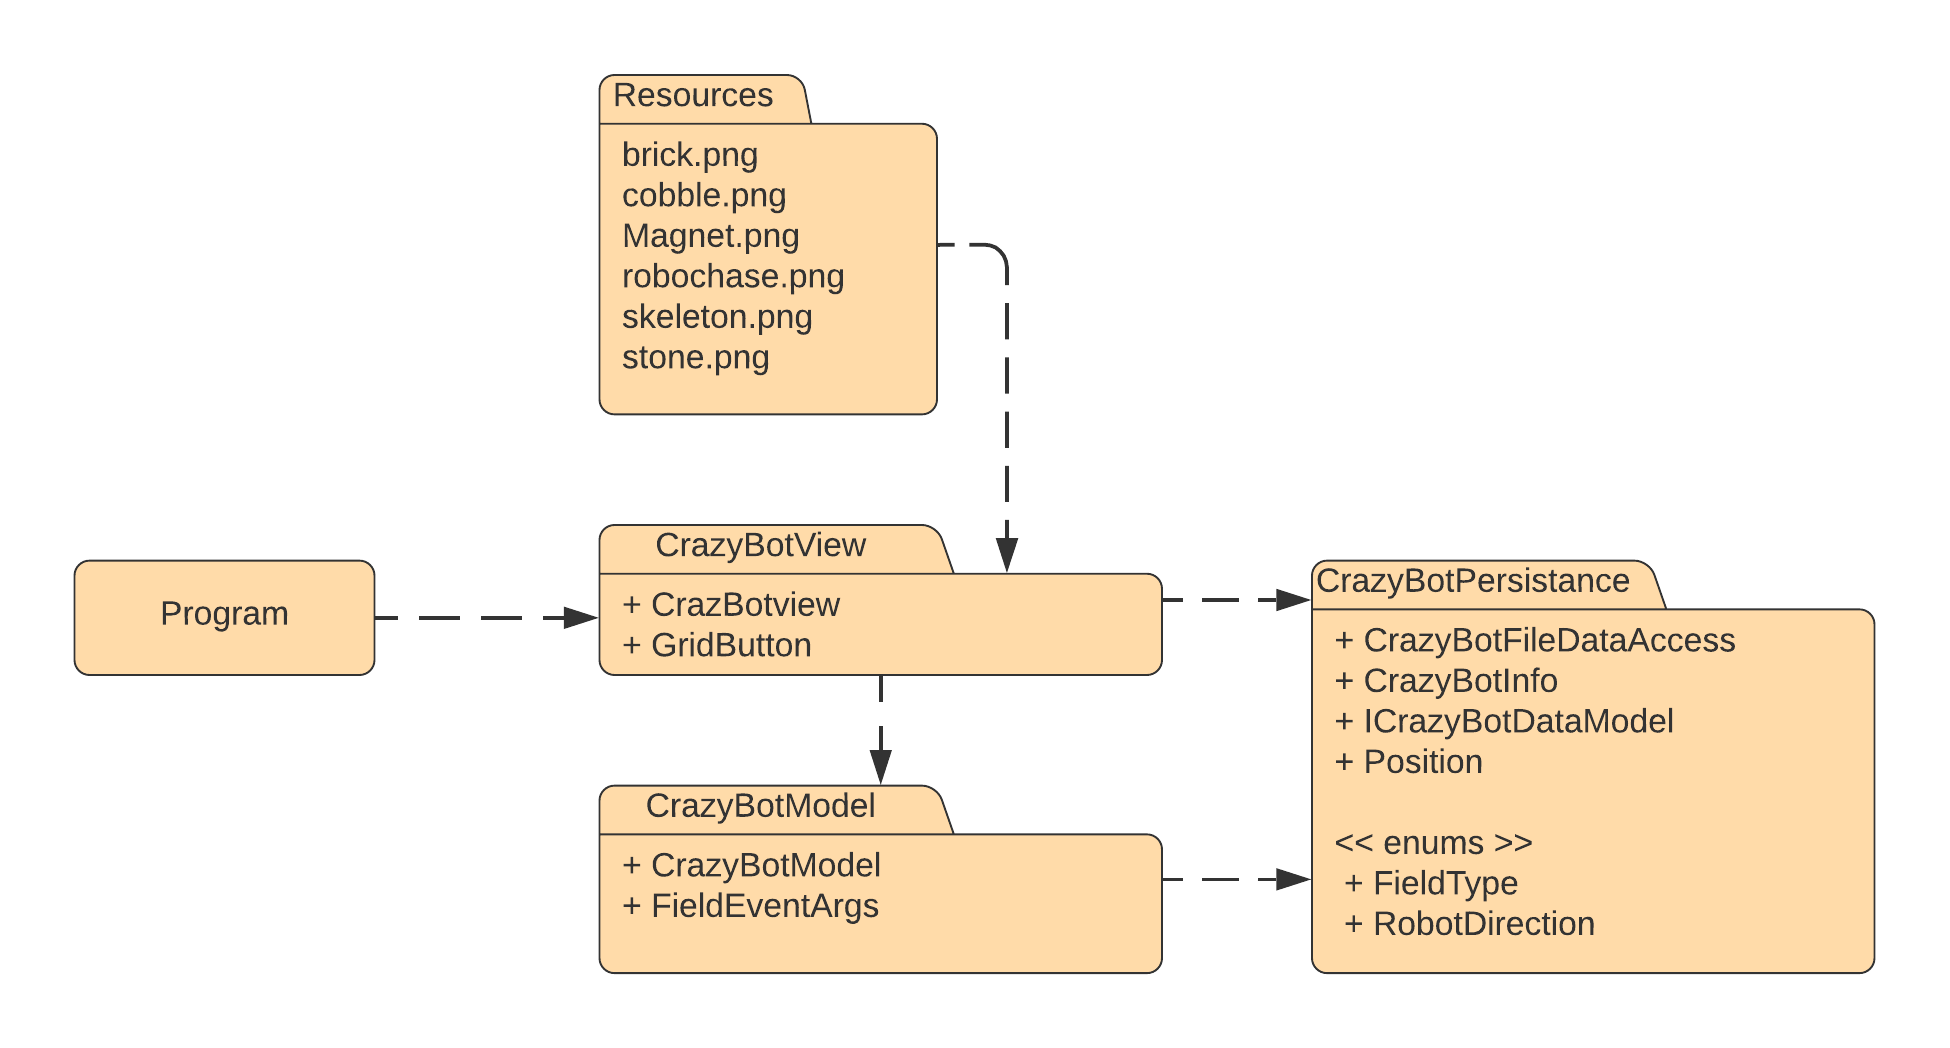 Resources
brick.png
cobble.png
Magnet.png
robochase.png
skeleton.png
stone.png
Program
CrazyBotView
+ CrazBotview
+ GridButton
CrazyBotModel
+ CrazyBotModel
+ FieldEventArgs
CrazyBotPersistance
+ CrazyBotFileDataAccess
+ CrazyBotInfo
+ ICrazyBotDataModel
+ Position
<< enums >>
+ FieldType
+ RobotDirection